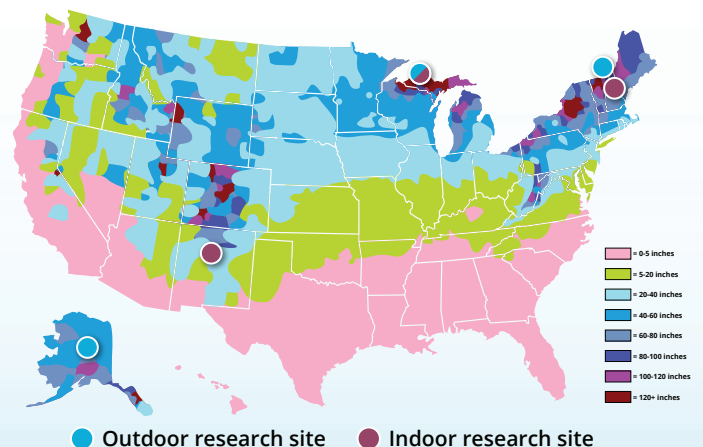 = 0-5 inches
= 5-20 inches
= 20-40 inches
= 40-60 inches
= 60-80 inches
= 80-100 inches
= 100-120 inches
= 120+ inches
Outdoor research site Indoor research site